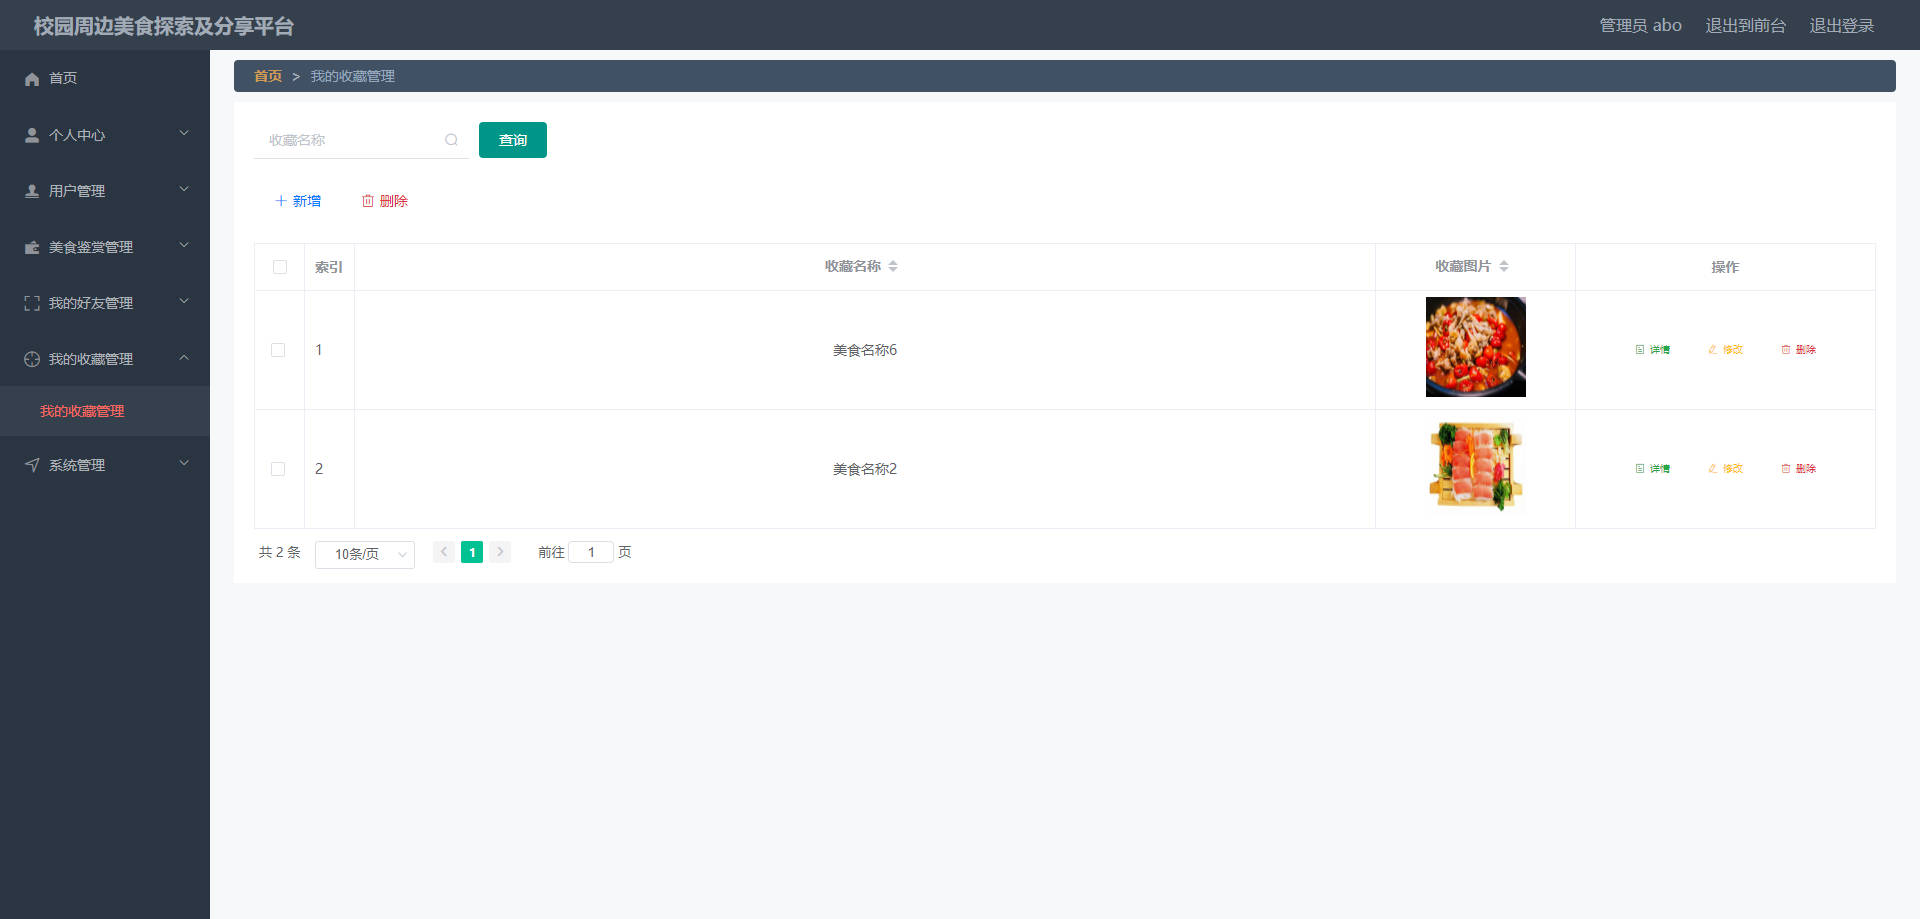 校园周边美食探索及分享平台
管理员 abo 退出到前台 退出登录
首页
个人中心
用户管理
美食鉴赏管理
我的好友管理
我的收藏管理
我的收藏管理
系统管理
首页 > 我的收藏管理
收藏名称
查询
新增 删除
索引 收藏名称 收藏图片 操作
1 美食名称6 详情 修改 删除
2 美食名称2 详情 修改 删除
共 2 条 10条/页 1 前往 1 页